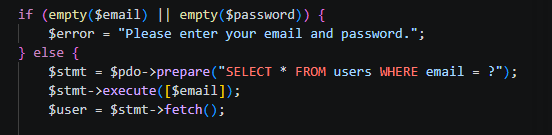 if (empty($email) || empty($password)) {
    $error = "Please enter your email and password.";
} else {
    $stmt = $pdo->prepare("SELECT * FROM users WHERE email = ?");
    $stmt->execute([$email]);
    $user = $stmt->fetch();